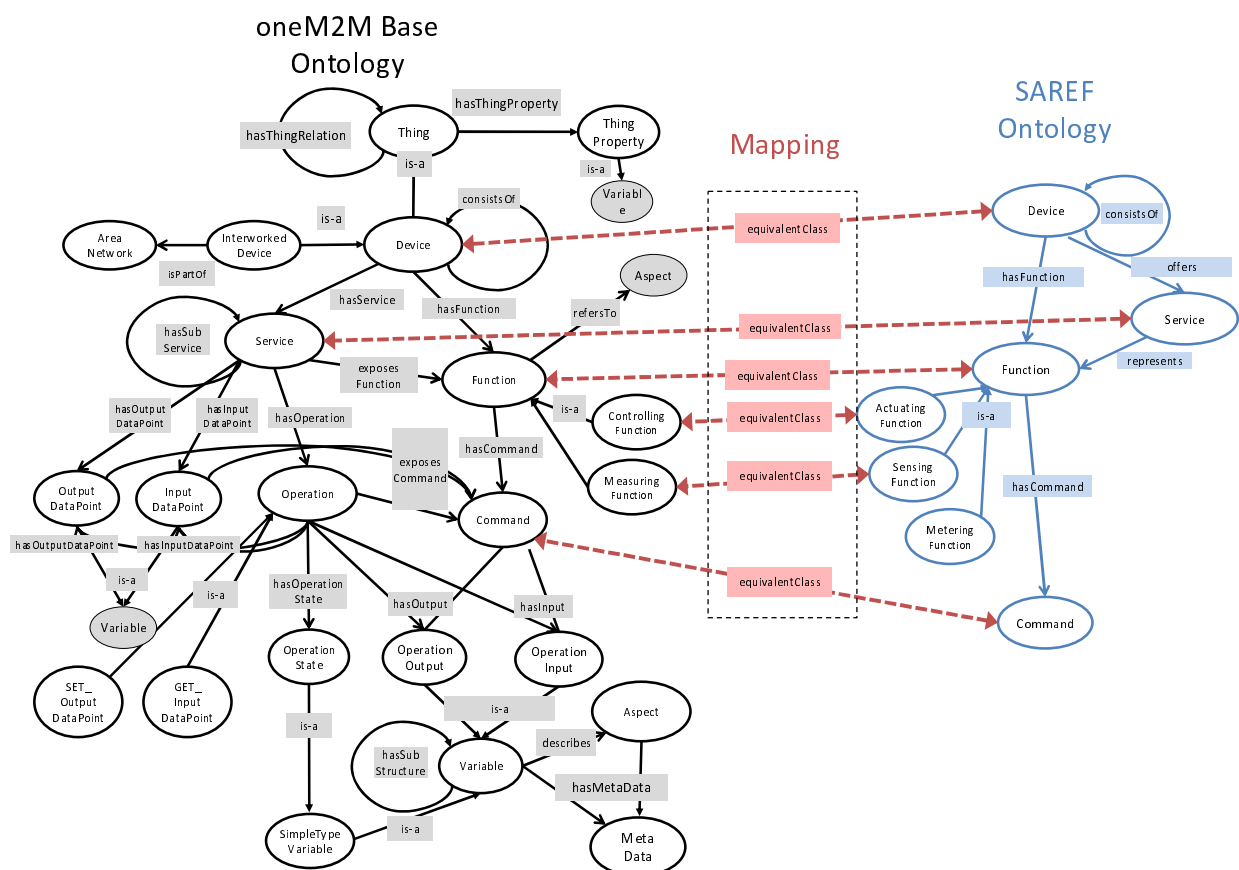 oneM2M Base
Ontology
SAREF
Ontology
Mapping
hasThingProperty
hasThingRelation
Thing
Thing
Property
is-a
is-a
Variabl
e
consistsOf
is-a
Area
Network
Interworked
Device
Device
isPartOf
equivalentClass
Device
consistsOf
hasFunction
offers
Aspect
hasService
hasFunction
refersTo
hasSub
Service
Service
equivalentClass
Service
exposes
Function
Function
equivalentClass
Function
represents
hasOutput
DataPoint
hasInput
DataPoint
hasOperation
is-a
Controlling
Function
equivalentClass
Actuating
Function
is-a
hasCommand
exposes
Command
Output
DataPoint
Input
DataPoint
Operation
Measuring
Function
equivalentClass
Sensing
Function
hasCommand
Command
Metering
Function
hasOutputDataPoint
hasInputDataPoint
is-a
is-a
hasOperation
State
hasOutput
hasInput
equivalentClass
Variable
Command
Operation
State
Operation
Output
Operation
Input
SET_
Output
DataPoint
GET_
Input
DataPoint
is-a
is-a
Aspect
describes
hasSub
Structure
Variable
hasMetaData
is-a
SimpleType
Variable
Meta
Data